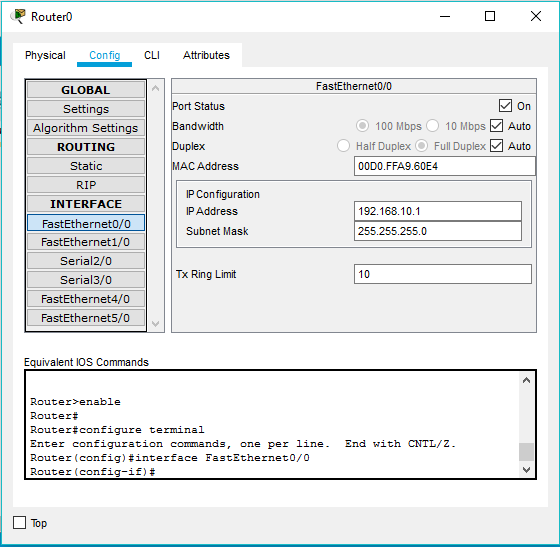 Router0
Physical Config CLI Attributes
GLOBAL
Settings
Algorithm Settings
ROUTING
Static
RIP
INTERFACE
FastEthernet0/0
FastEthernet1/0
Serial2/0
Serial3/0
FastEthernet4/0
FastEthernet5/0
FastEthernet0/0
Port Status On
Bandwidth 100 Mbps 10 Mbps Auto
Duplex Half Duplex Full Duplex Auto
MAC Address 00D0.FFA9.60E4
IP Configuration
IP Address 192.168.10.1
Subnet Mask 255.255.255.0
Tx Ring Limit 10
Equivalent IOS Commands
Router>enable
Router#
Router#configure terminal
Enter configuration commands, one per line. End with CNTL/Z.
Router(config)#interface FastEthernet0/0
Router(config-if)#
Top